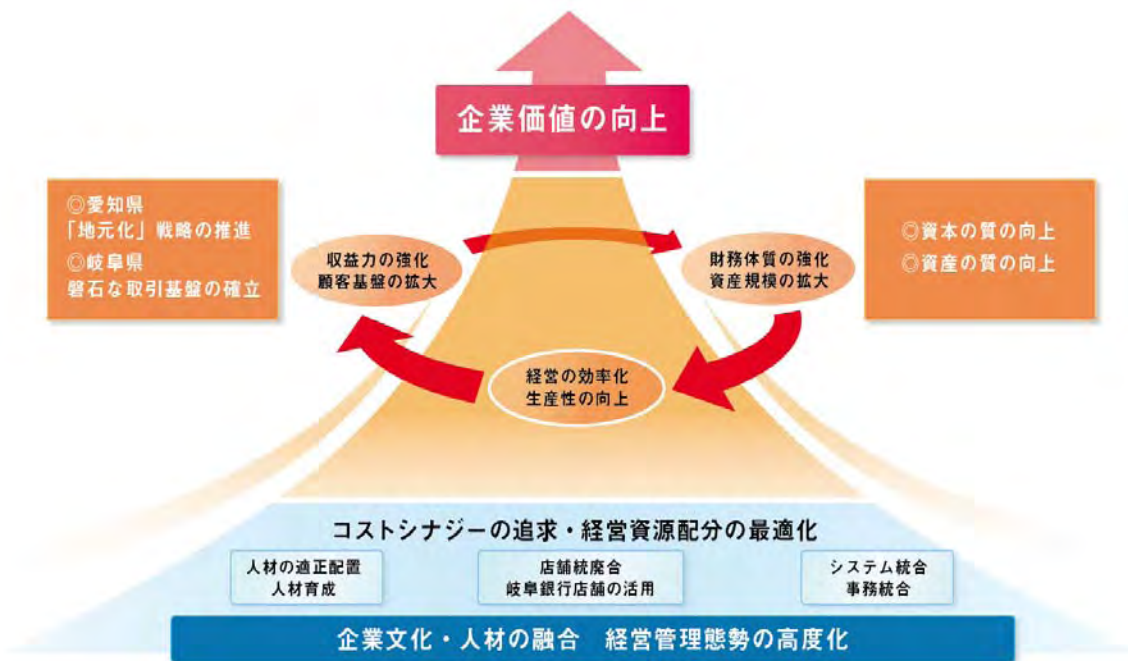 企業価値の向上
◎愛知県
「地元化」戦略の推進
◎岐阜県
磐石な取引基盤の確立
収益力の強化
顧客基盤の拡大
財務体質の強化
資産規模の拡大
◎資本の質の向上
◎資産の質の向上
経営の効率化
生産性の向上
コストシナジーの追求・経営資源配分の最適化
人材の適正配置
人材育成
店舗統廃合
岐阜銀行店舗の活用
システム統合
事務統合
企業文化・人材の融合　経営管理態勢の高度化